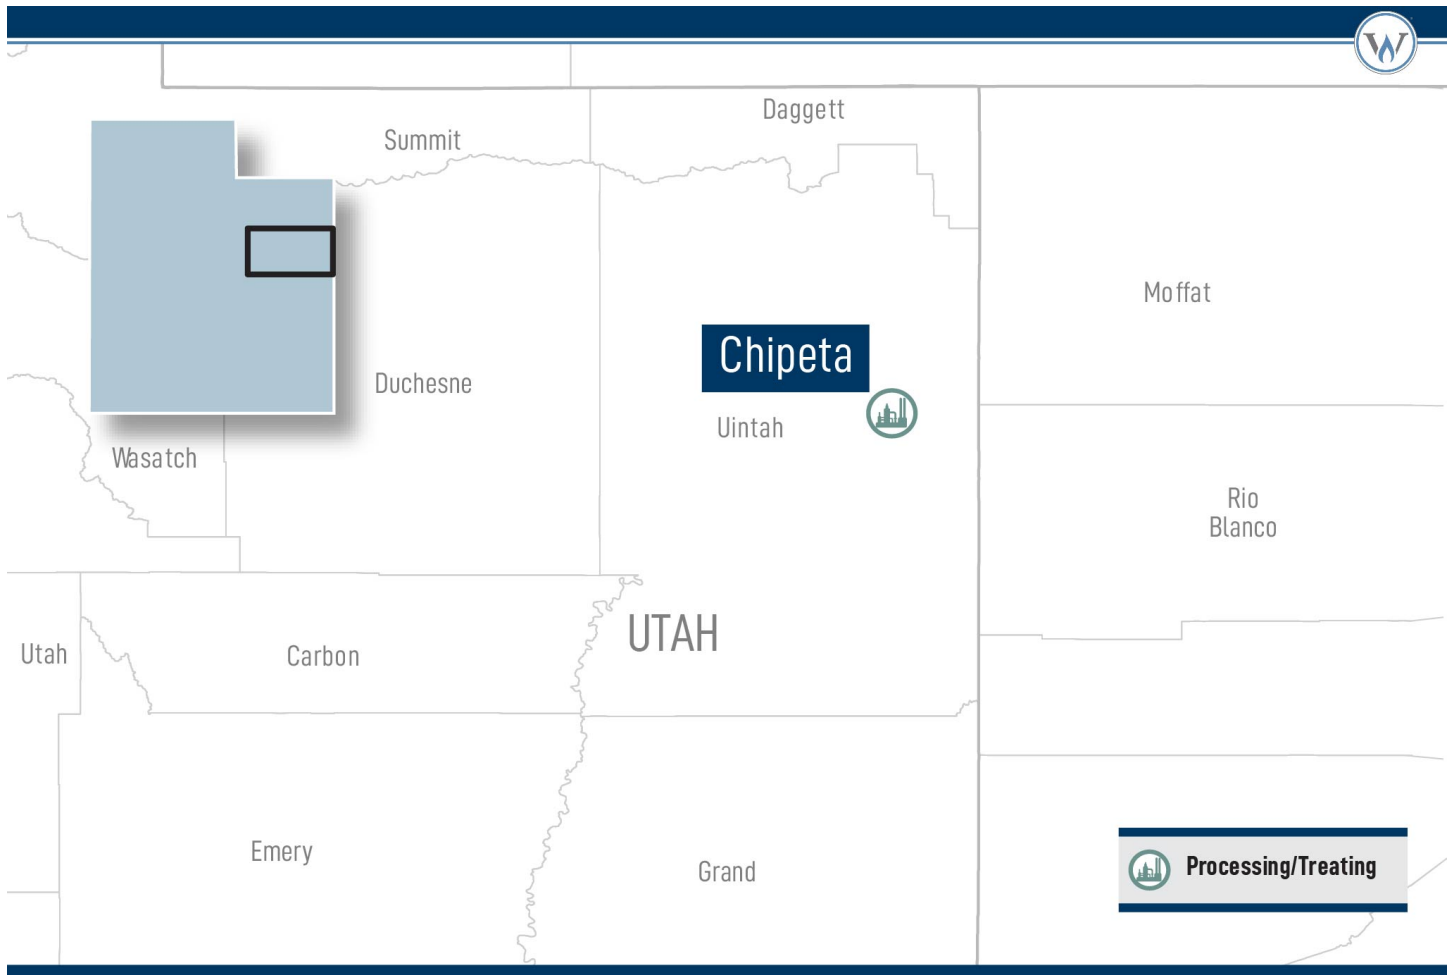 W
Daggett
Summit
Moffat
Chipeta
Duchesne
Uintah
Wasatch
Rio
Blanco
UTAH
Utah
Carbon
Emery
Grand
Processing/Treating